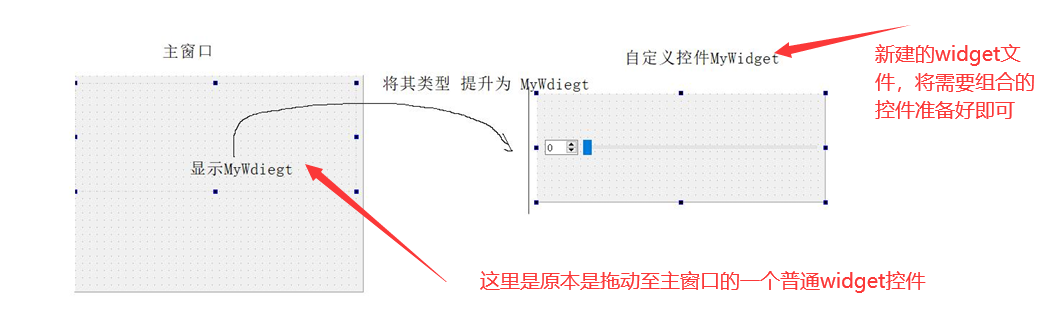 主窗口
自定义控件MyWidget
新建的widget文
件，将需要组合的
控件准备好即可
将其类型 提升为 MyWdiegt
0
显示MyWdiegt
这里是原本是拖动至主窗口的一个普通widget控件